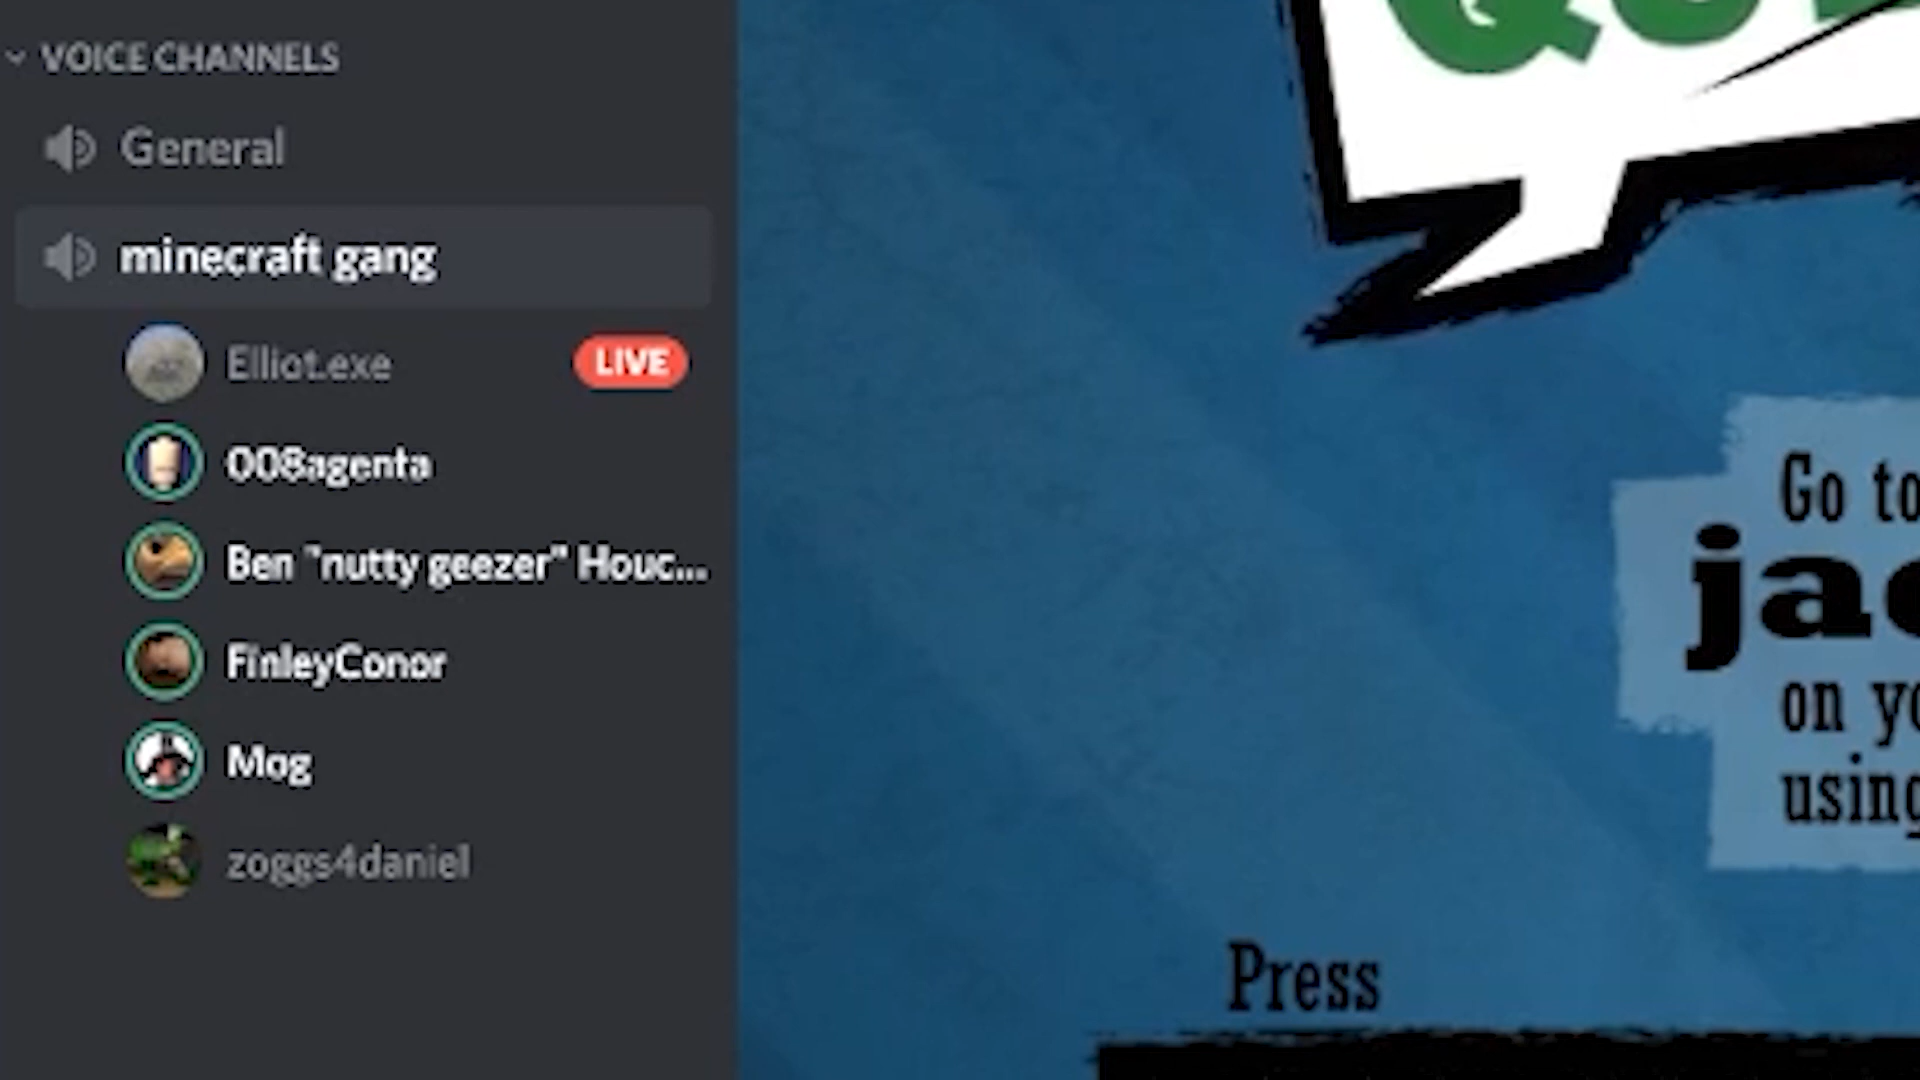 VOICE CHANNELS
General
minecraft gang
Elliot.exe
LIVE
008agenta
Ben "nutty geezer" Houc...
FinleyConor
Mog
zoggs4daniel
Go to
jac
on yo
using
Press